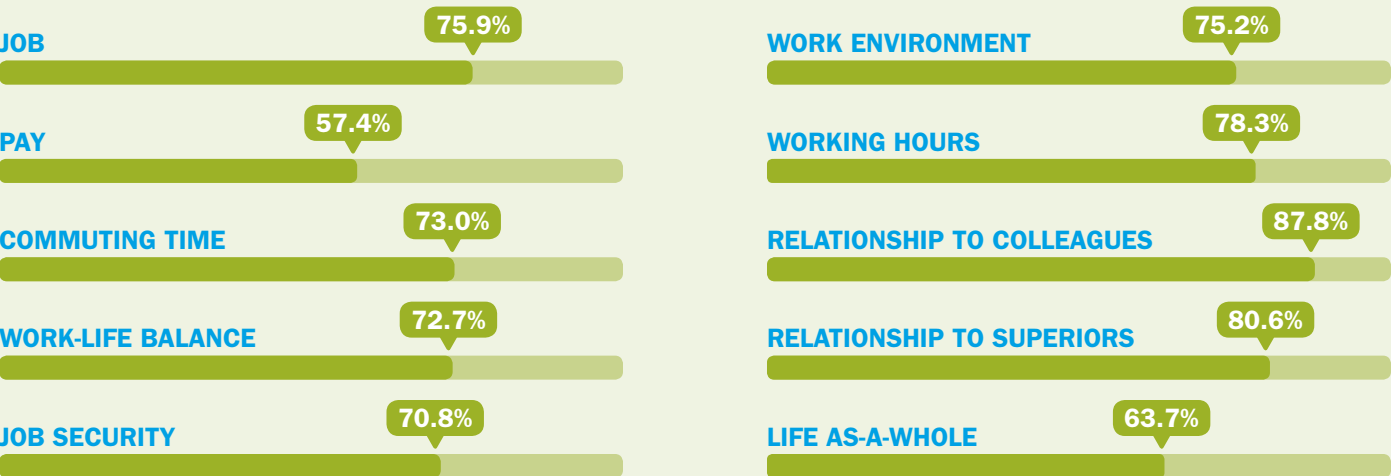 JOB
75.9%
PAY
57.4%
COMMUTING TIME
73.0%
WORK-LIFE BALANCE
72.7%
JOB SECURITY
70.8%
WORK ENVIRONMENT
75.2%
WORKING HOURS
78.3%
RELATIONSHIP TO COLLEAGUES
87.8%
RELATIONSHIP TO SUPERIORS
80.6%
LIFE AS-A-WHOLE
63.7%